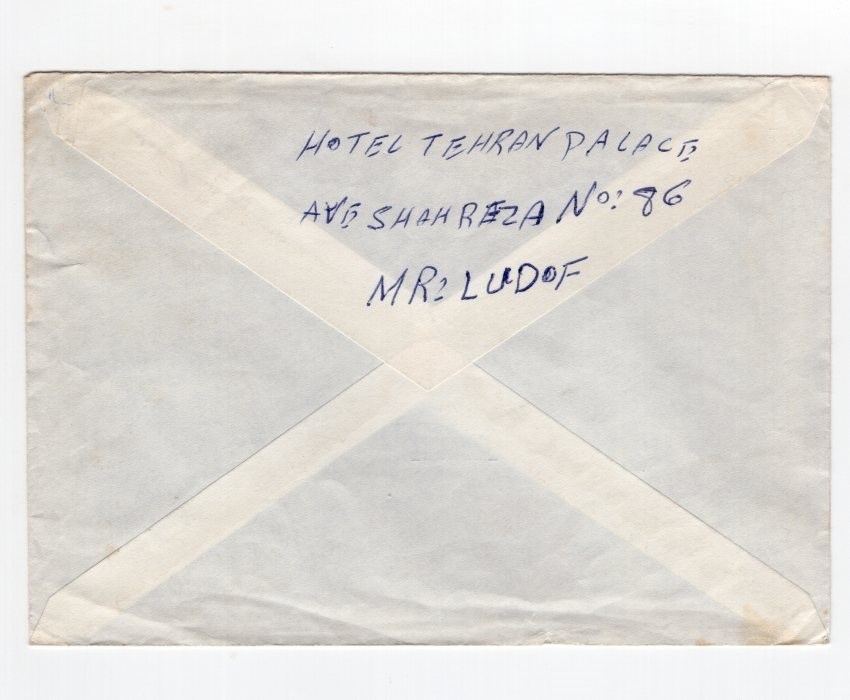 HOTEL TEHRAN PALACE
AVE SHAHREZA No: 86
MR: LUDOF